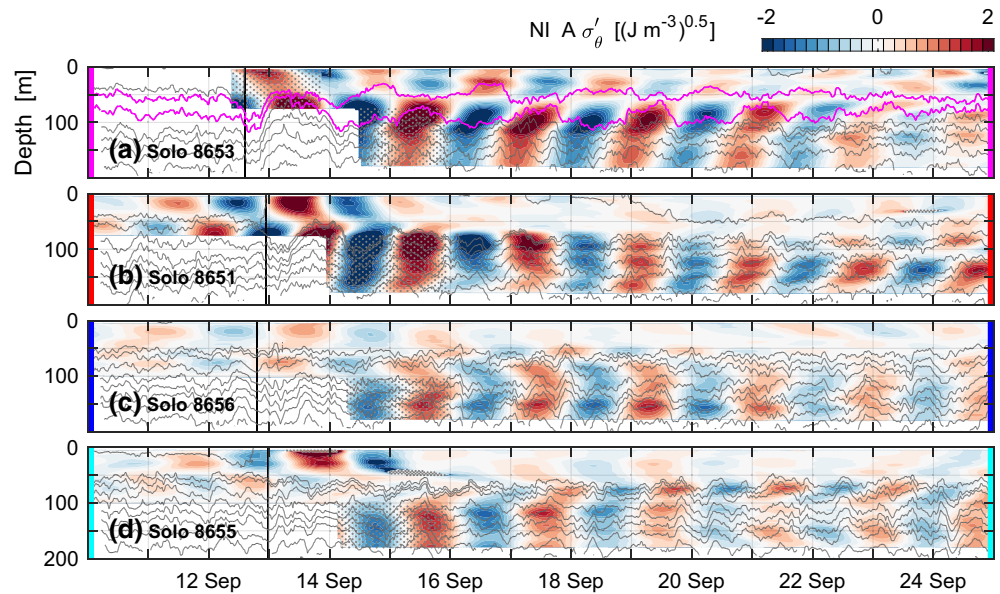 NI A σ′θ [(J m-3)0.5]
-2 0 2
Depth [m]
0
100
(a) Solo 8653
0
100
(b) Solo 8651
0
100
(c) Solo 8656
0
100
200
(d) Solo 8655
12 Sep 14 Sep 16 Sep 18 Sep 20 Sep 22 Sep 24 Sep